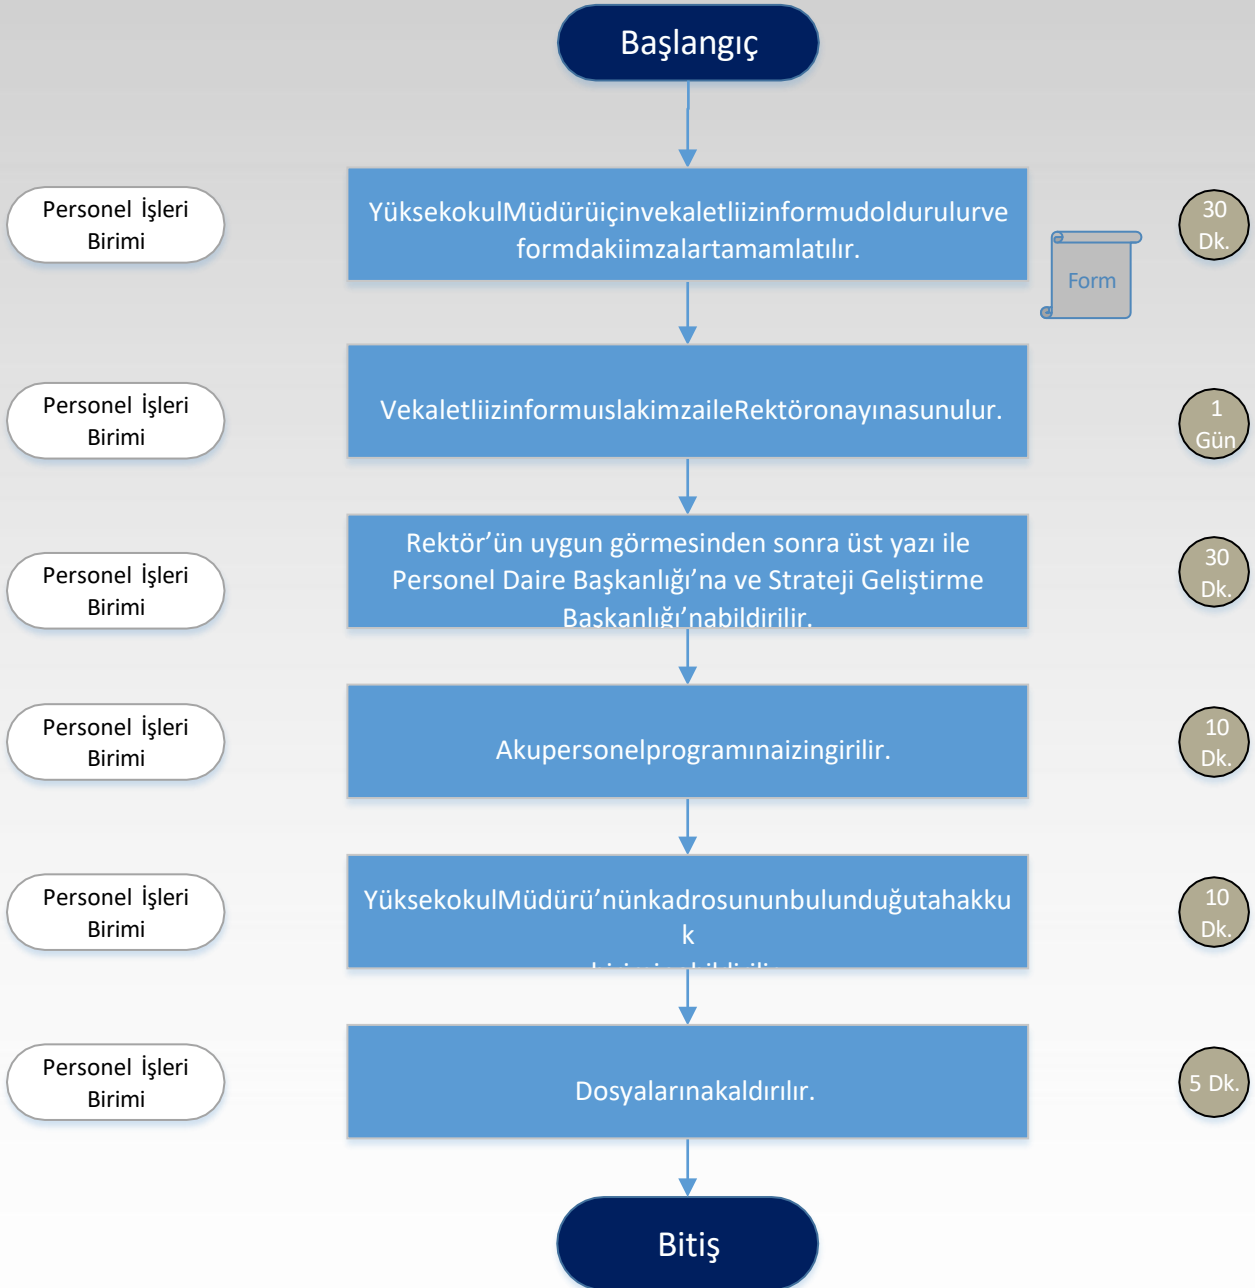 Başlangıç
Personel İşleri
Birimi
YüksekokulMüdürüiçinvekaletliizinformudoldurulurve
formdakiimzalartamamlatılır.
30
Dk.
Form
Personel İşleri
Birimi
VekaletliizinformuıslakimzaileRektöronayınasunulur.
1
Gün
Personel İşleri
Birimi
Rektör’ün uygun görmesinden sonra üst yazı ile
Personel Daire Başkanlığı’na ve Strateji Geliştirme
Başkanlığı’nabildirilir.
30
Dk.
Personel İşleri
Birimi
Akupersonelprogramınaizingirilir.
10
Dk.
Personel İşleri
Birimi
YüksekokulMüdürü’nünkadrosununbulunduğutahakku
k
10
Dk.
Personel İşleri
Birimi
Dosyalarınakaldırılır.
5 Dk.
Bitiş